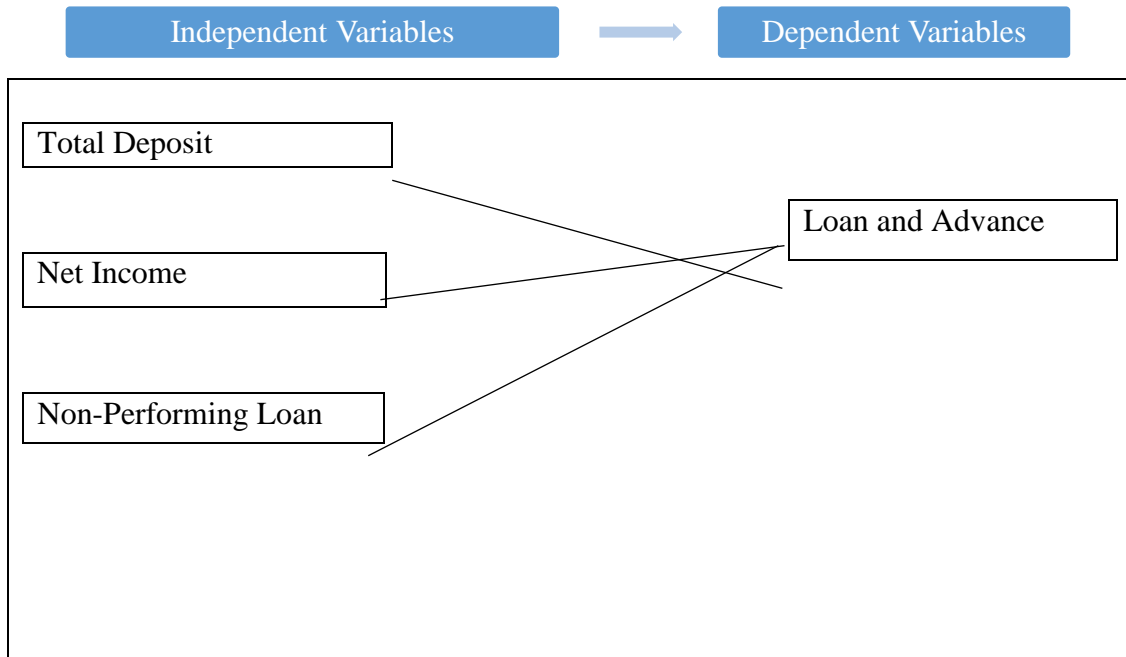 Independent Variables
Dependent Variables
Total Deposit
Loan and Advance
Net Income
Non-Performing Loan